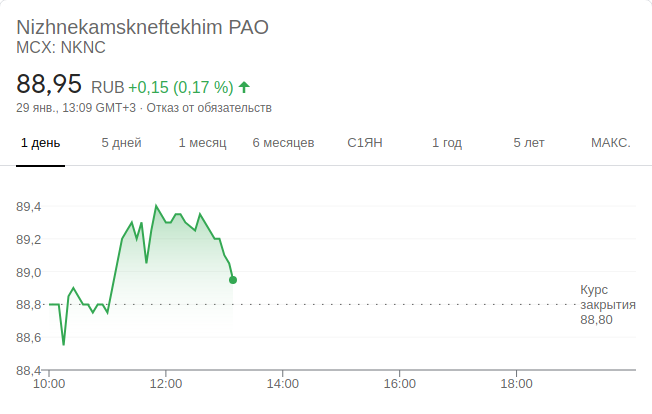 Nizhnekamskneftekhim PAO
MCX: NKNC
88,95 RUB +0,15 (0,17 %)
29 янв., 13:09 GMT+3 · Отказ от обязательств
1 день 5 дней 1 месяц 6 месяцев С1ЯН 1 год 5 лет МАКС.
89,4
89,2
89,0
88,8
88,6
88,4
Курс
закрытия
88,80
10:00 12:00 14:00 16:00 18:00